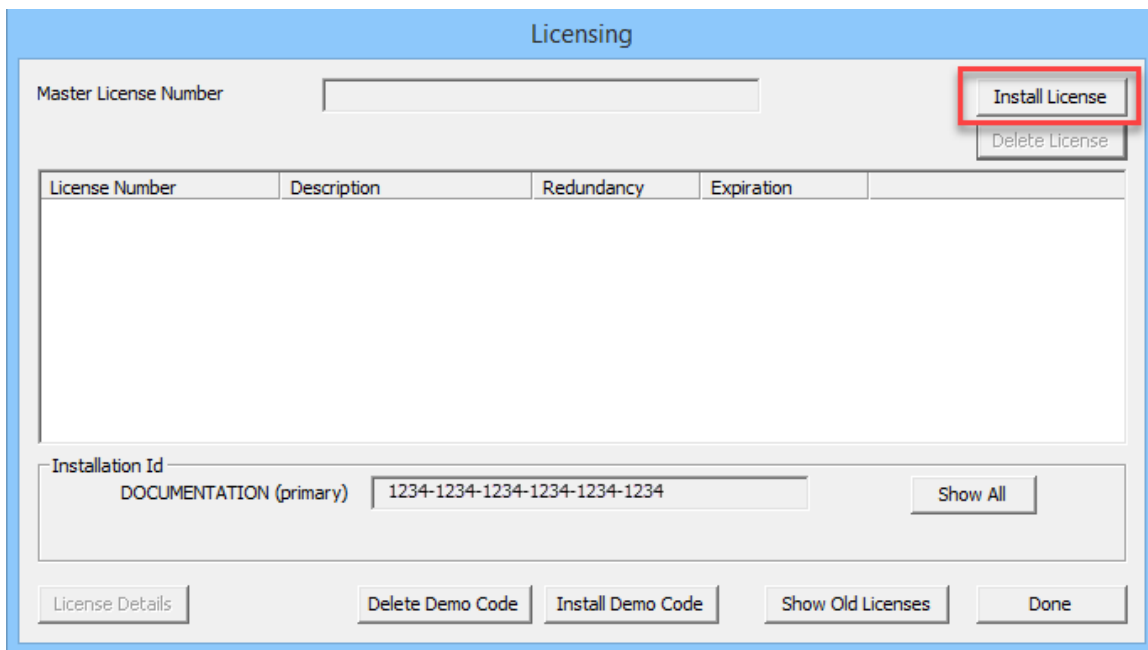 Licensing
Master License Number
Install License
Delete License
License Number Description Redundancy Expiration
Installation Id
DOCUMENTATION (primary) 1234-1234-1234-1234-1234-1234 Show All
License Details Delete Demo Code Install Demo Code Show Old Licenses Done